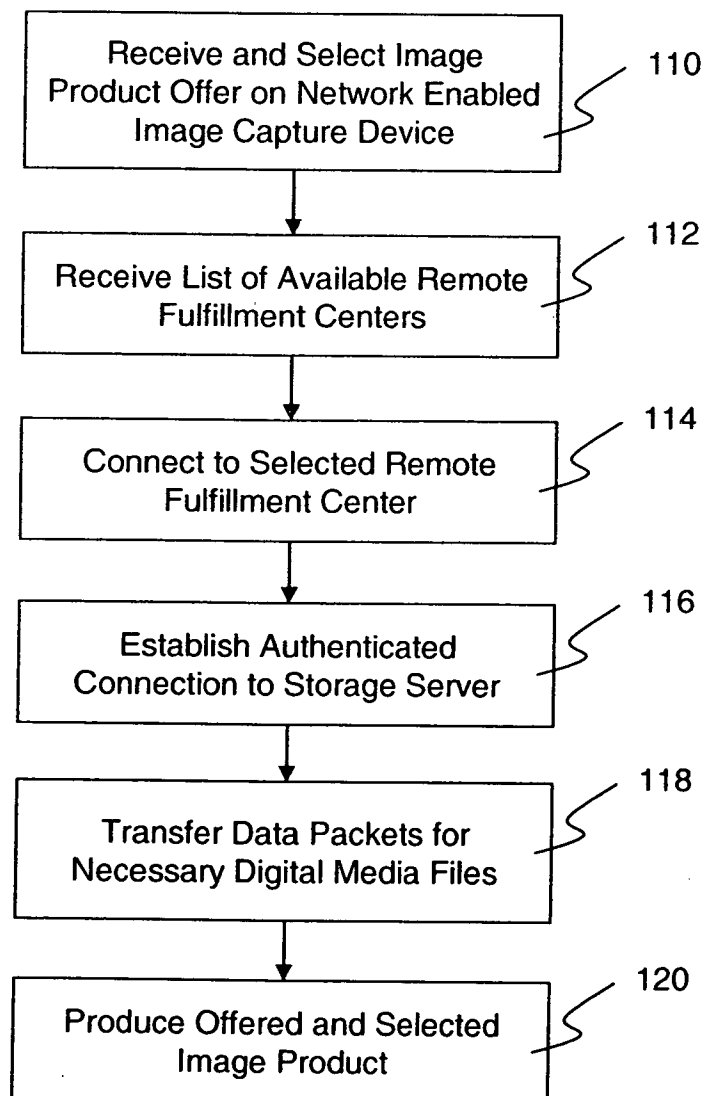 Receive and Select Image
Product Offer on Network Enabled
Image Capture Device
110
Receive List of Available Remote
Fulfillment Centers
112
Connect to Selected Remote
Fulfillment Center
114
Establish Authenticated
Connection to Storage Server
116
Transfer Data Packets for
Necessary Digital Media Files
118
Produce Offered and Selected
Image Product
120